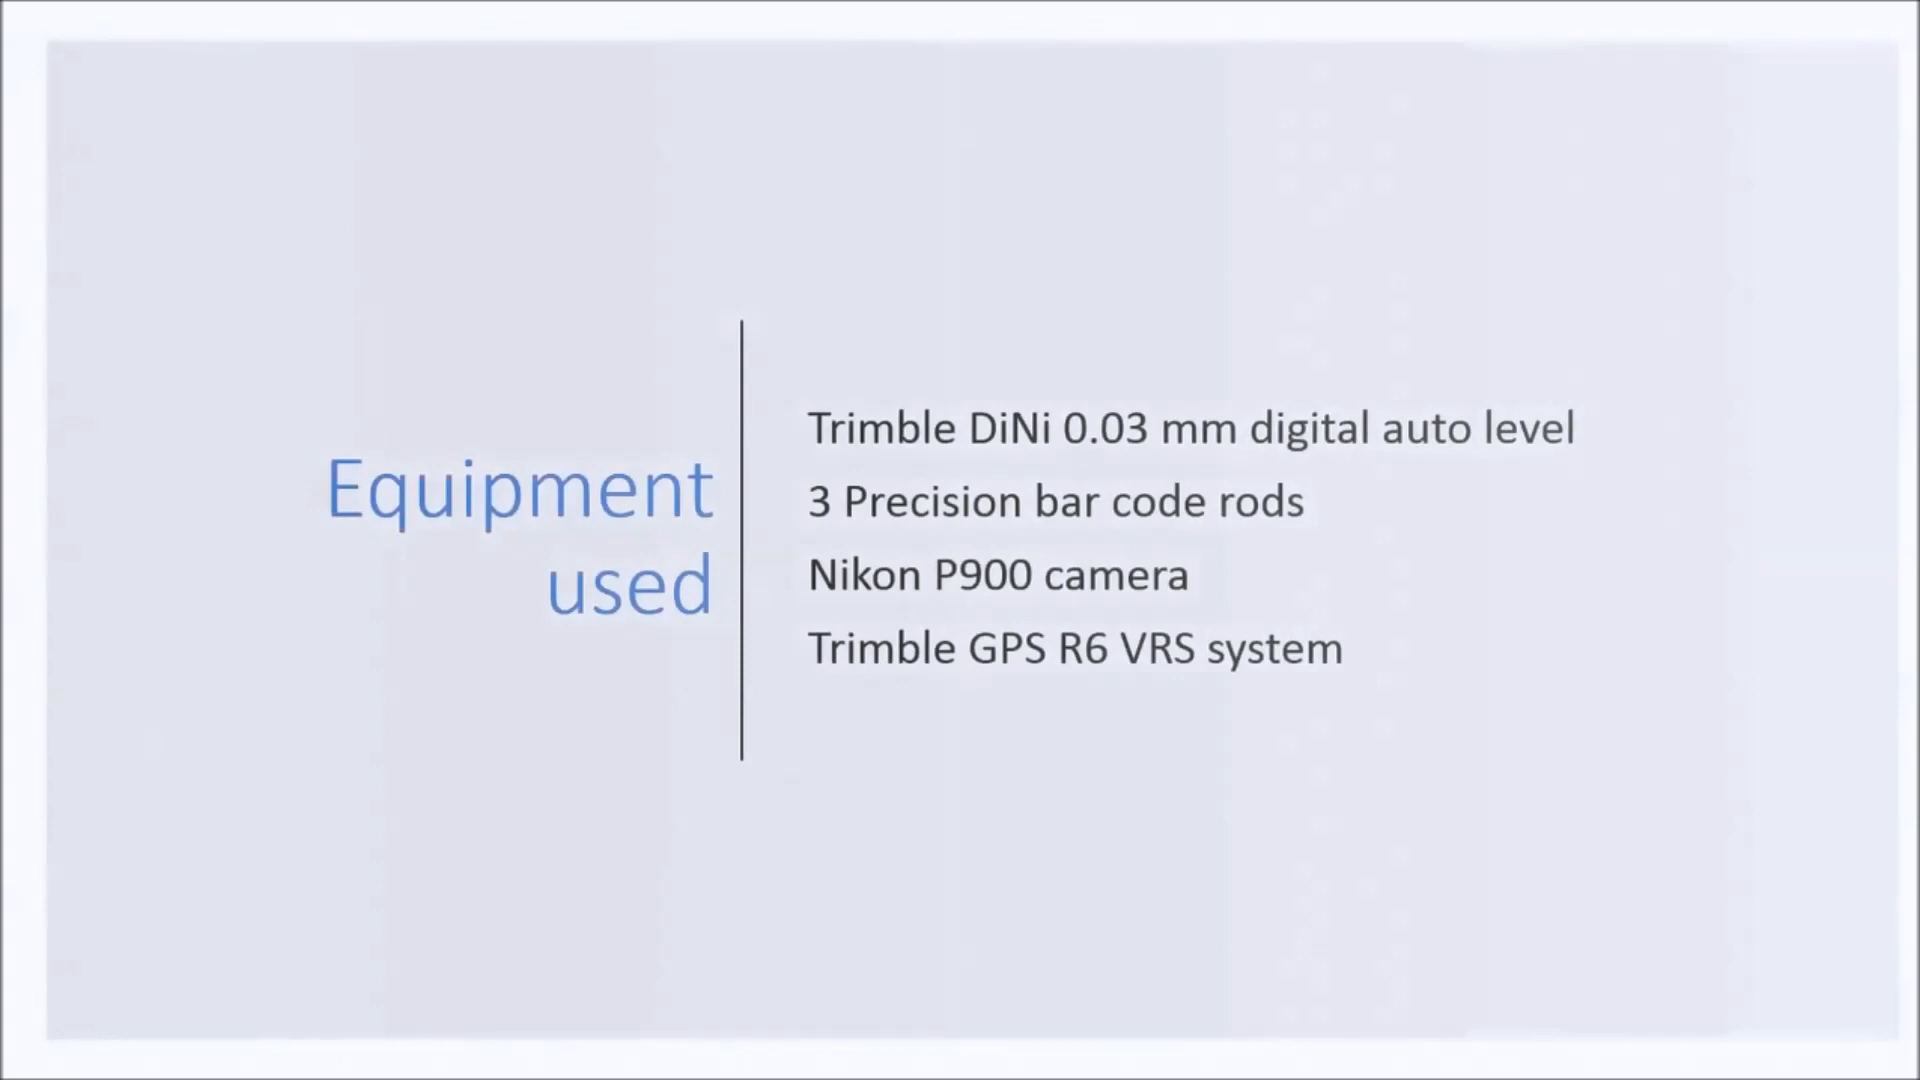 Equipment
used
Trimble DiNi 0.03 mm digital auto level
3 Precision bar code rods
Nikon P900 camera
Trimble GPS R6 VRS system